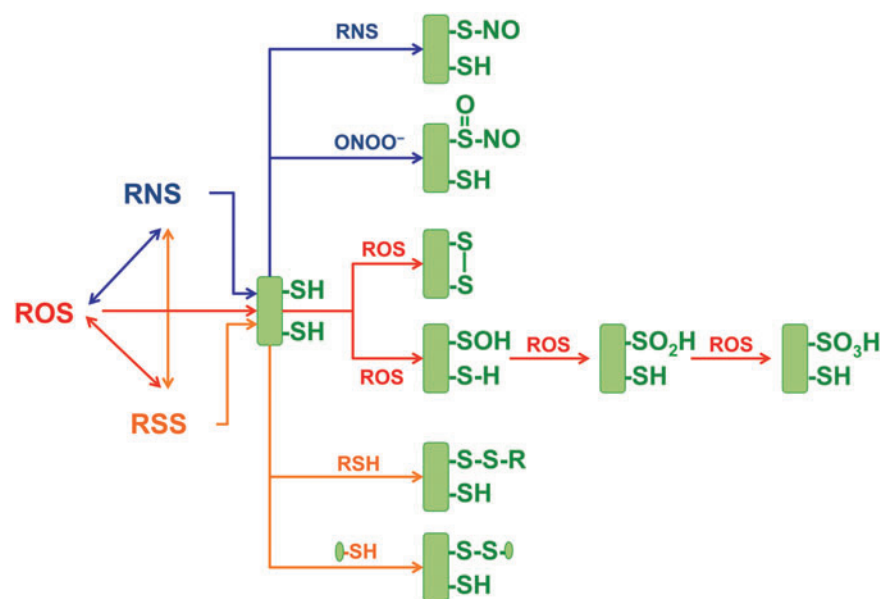 RNS
-S-NO
-SH
O
ONOO⁻
-S-NO
-SH
RNS
ROS
-S
-S
-SH
-SH
ROS
ROS
-SOH
-S-H
ROS
-SO₂H
-SH
ROS
-SO₃H
-SH
RSS
RSH
-S-S-R
-SH
-SH
-S-S-
-SH